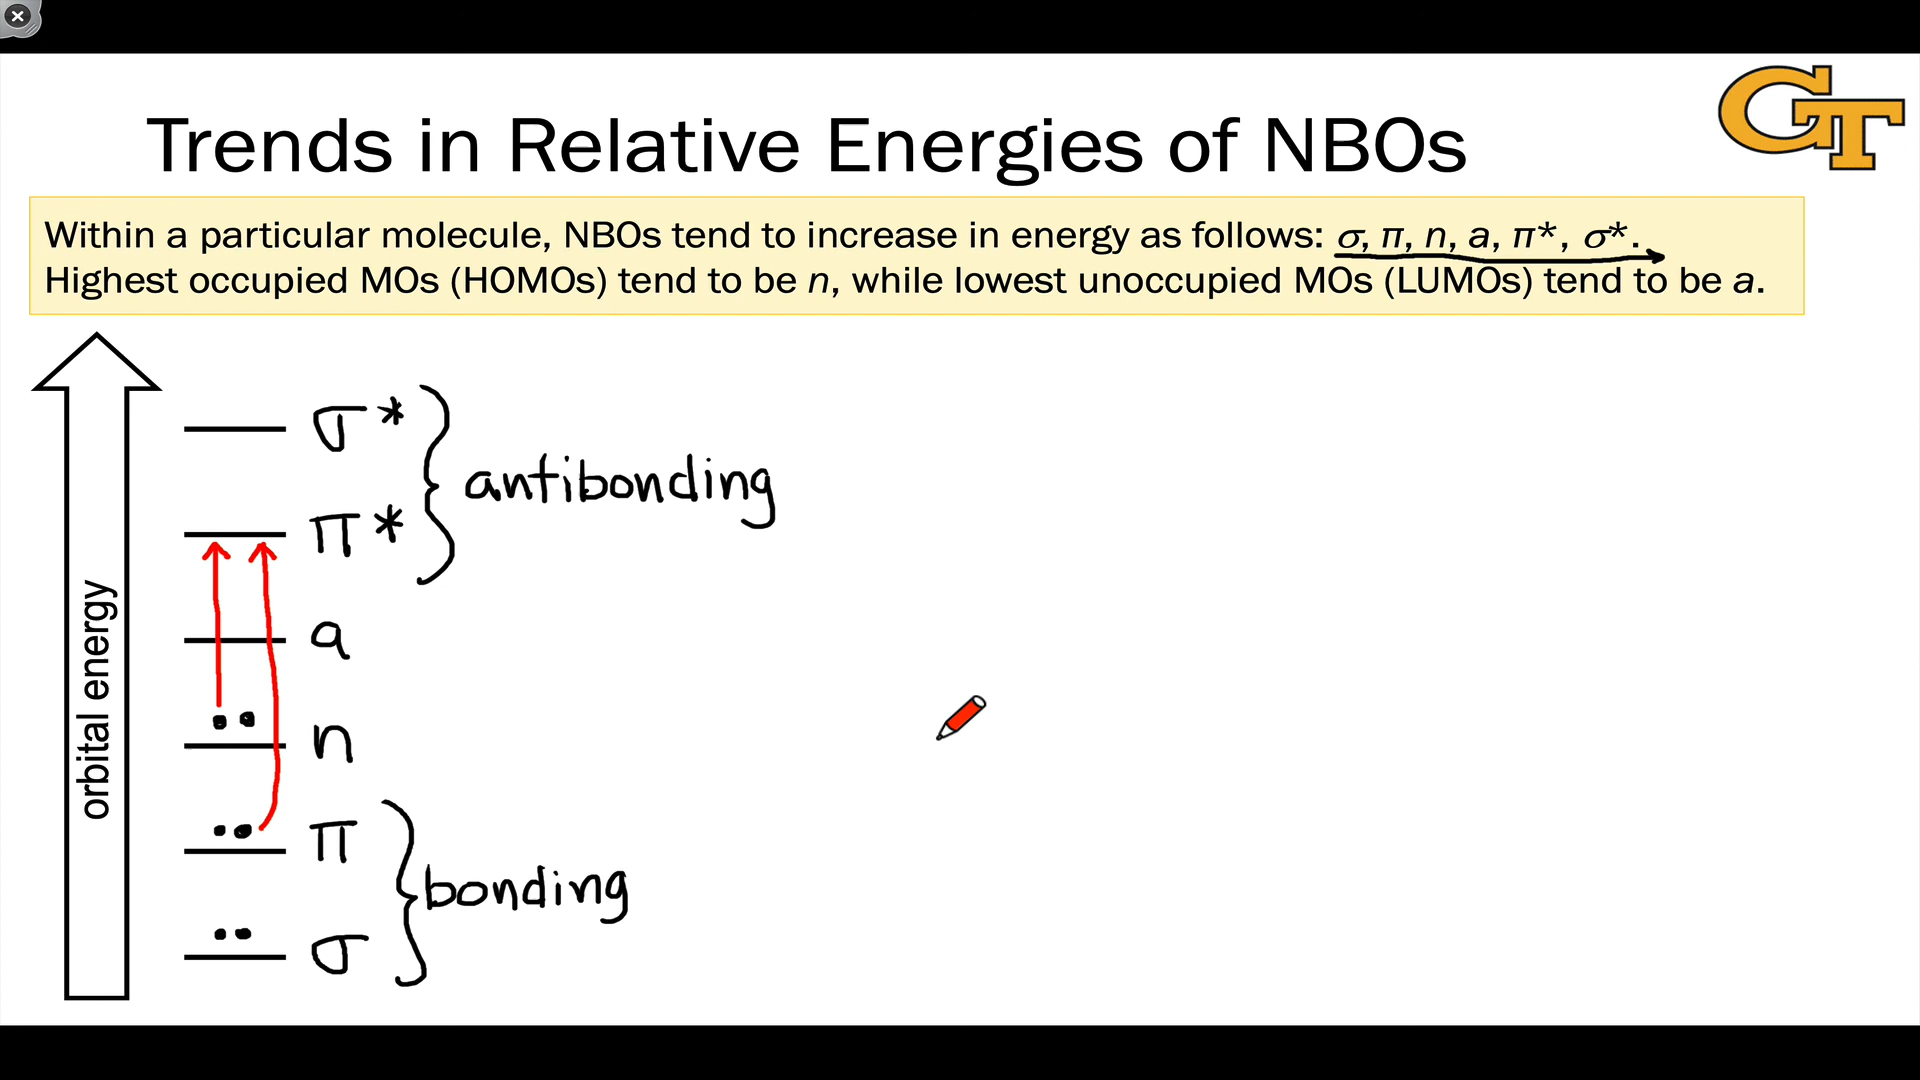 GT
Trends in Relative Energies of NBOs
Within a particular molecule, NBOs tend to increase in energy as follows: σ, π, n, a, π*, σ*.
Highest occupied MOs (HOMOs) tend to be n, while lowest unoccupied MOs (LUMOs) tend to be a.
orbital energy
σ*
antibonding
π*
a
n
π
bonding
σ